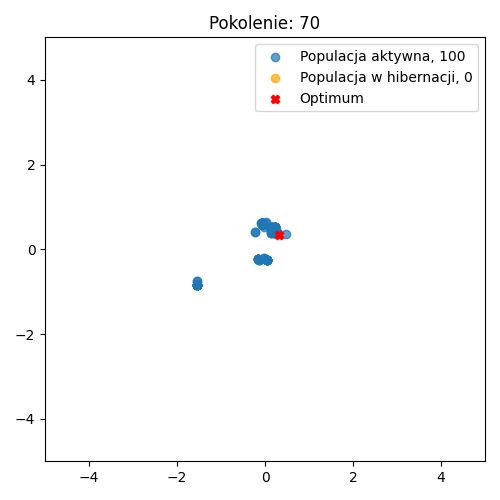 Pokolenie: 70
Populacja aktywna, 100
Populacja w hibernacji, 0
Optimum
4
2
0
−2
−4
−4 −2 0 2 4